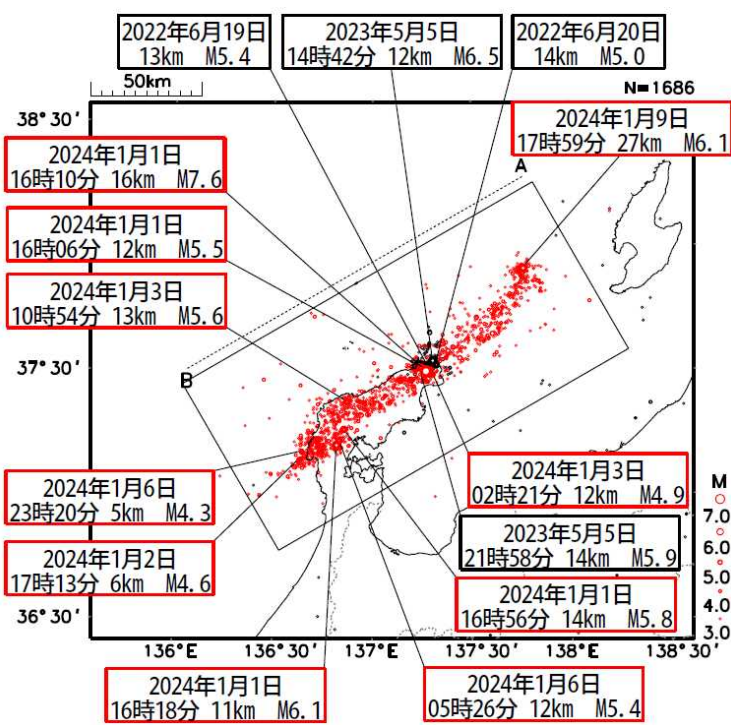 2022年6月19日
13km M5.4
2023年5月5日
14時42分 12km M6.5
2022年6月20日
14km M5.0
50km
N=1686
38°30′
2024年1月9日
17時59分 27km M6.1
2024年1月1日
16時10分 16km M7.6
A
2024年1月1日
16時06分 12km M5.5
2024年1月3日
10時54分 13km M5.6
37°30′
B
2024年1月6日
23時20分 5km M4.3
2024年1月3日
02時21分 12km M4.9
M
7.0
6.0
5.0
4.0
3.0
2023年5月5日
21時58分 14km M5.9
2024年1月2日
17時13分 6km M4.6
2024年1月1日
16時56分 14km M5.8
36°30′
136°E
136.5°E
137°E
137.5°E
138°E
138.5°E
2024年1月1日
16時18分 11km M6.1
2024年1月6日
05時26分 12km M5.4